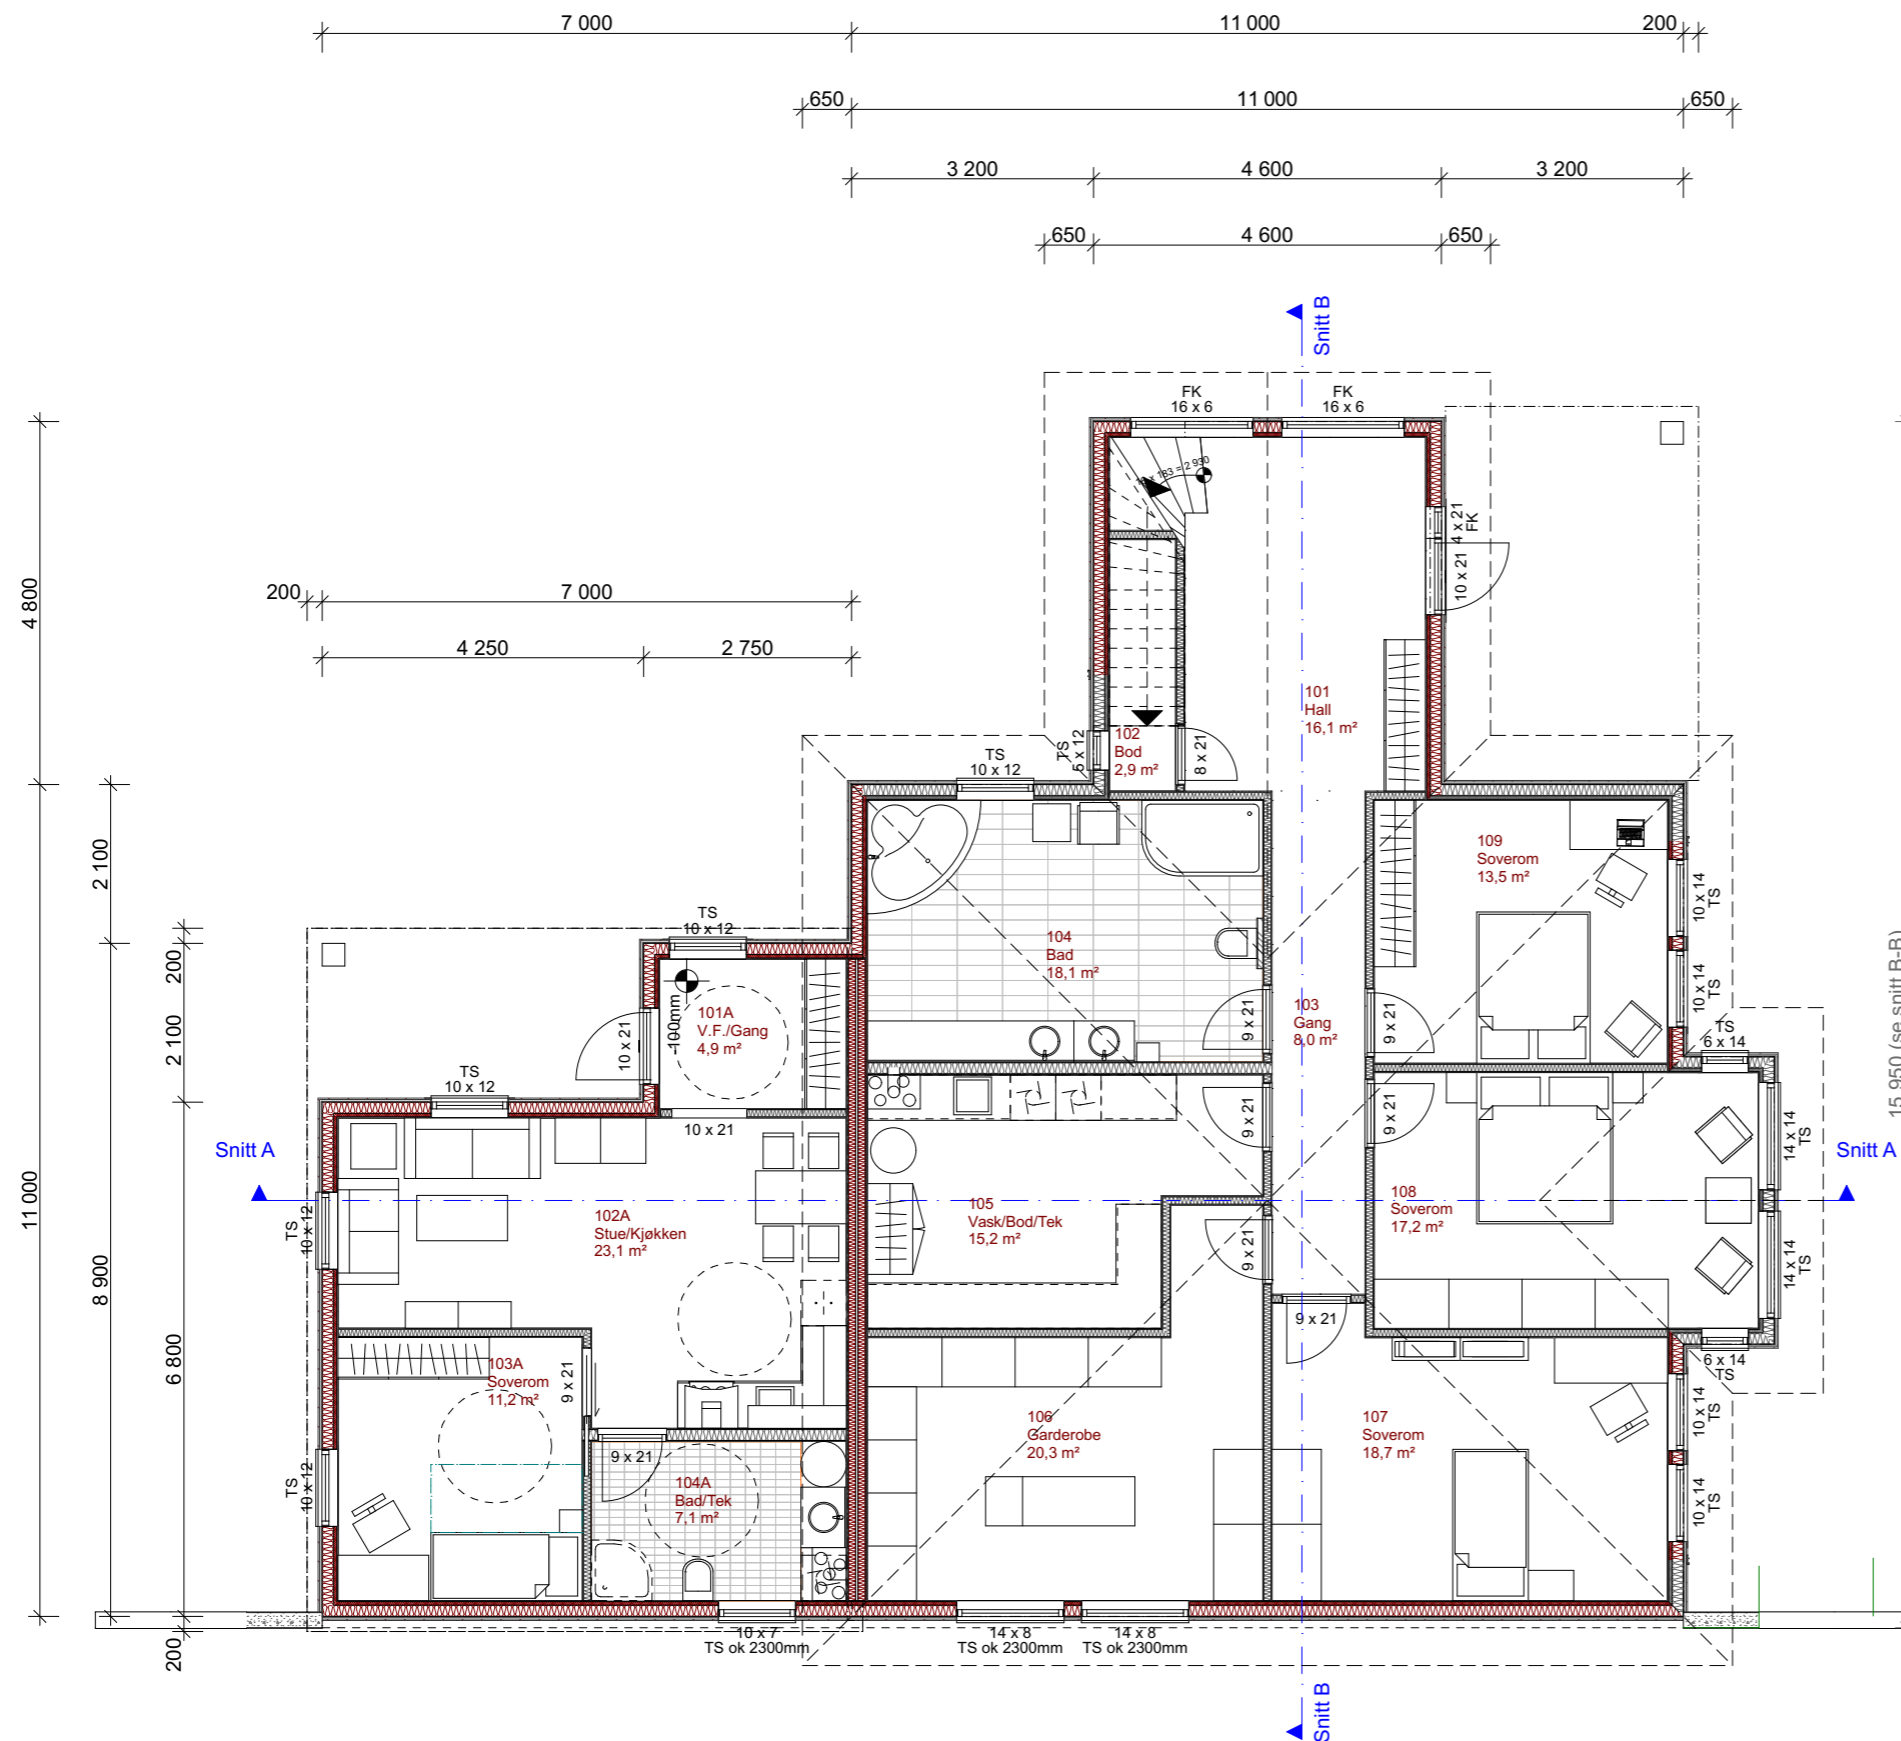 7 000
11 000
200
650
11 000
650
3 200
4 600
3 200
650
4 600
650
Snitt B
FK
16 x 6
FK
16 x 6
4 x 21
FK
10 x 21
4 800
200
7 000
4 250
2 750
101
Hall
16,1 m²
102
Bod
2,9 m²
TS
8 x 21
TS
10 x 12
2 100
109
Soverom
13,5 m²
10 x 14
TS
10 x 14
TS
TS
10 x 12
104
Bad
18,1 m²
9 x 21
103
Gang
8,0 m²
9 x 21
200
2 100
101A
V.F./Gang
4,9 m²
-100mm
10 x 21
TS
6 x 14
15 950 (se snitt B-B)
TS
10 x 12
10 x 21
9 x 21
9 x 21
14 x 14
TS
Snitt A
Snitt A
11 000
8 900
6 800
TS
10 x 12
102A
Stue/Kjøkken
23,1 m²
105
Vask/Bod/Tek
15,2 m²
9 x 21
108
Soverom
17,2 m²
14 x 14
TS
9 x 21
6 x 14
TS
103A
Soverom
11,2 m²
9 x 21
106
Garderobe
20,3 m²
107
Soverom
18,7 m²
10 x 14
TS
10 x 14
TS
TS
10 x 12
9 x 21
104A
Bad/Tek
7,1 m²
200
10 x 7
TS ok 2300mm
14 x 8
TS ok 2300mm
14 x 8
TS ok 2300mm
Snitt B